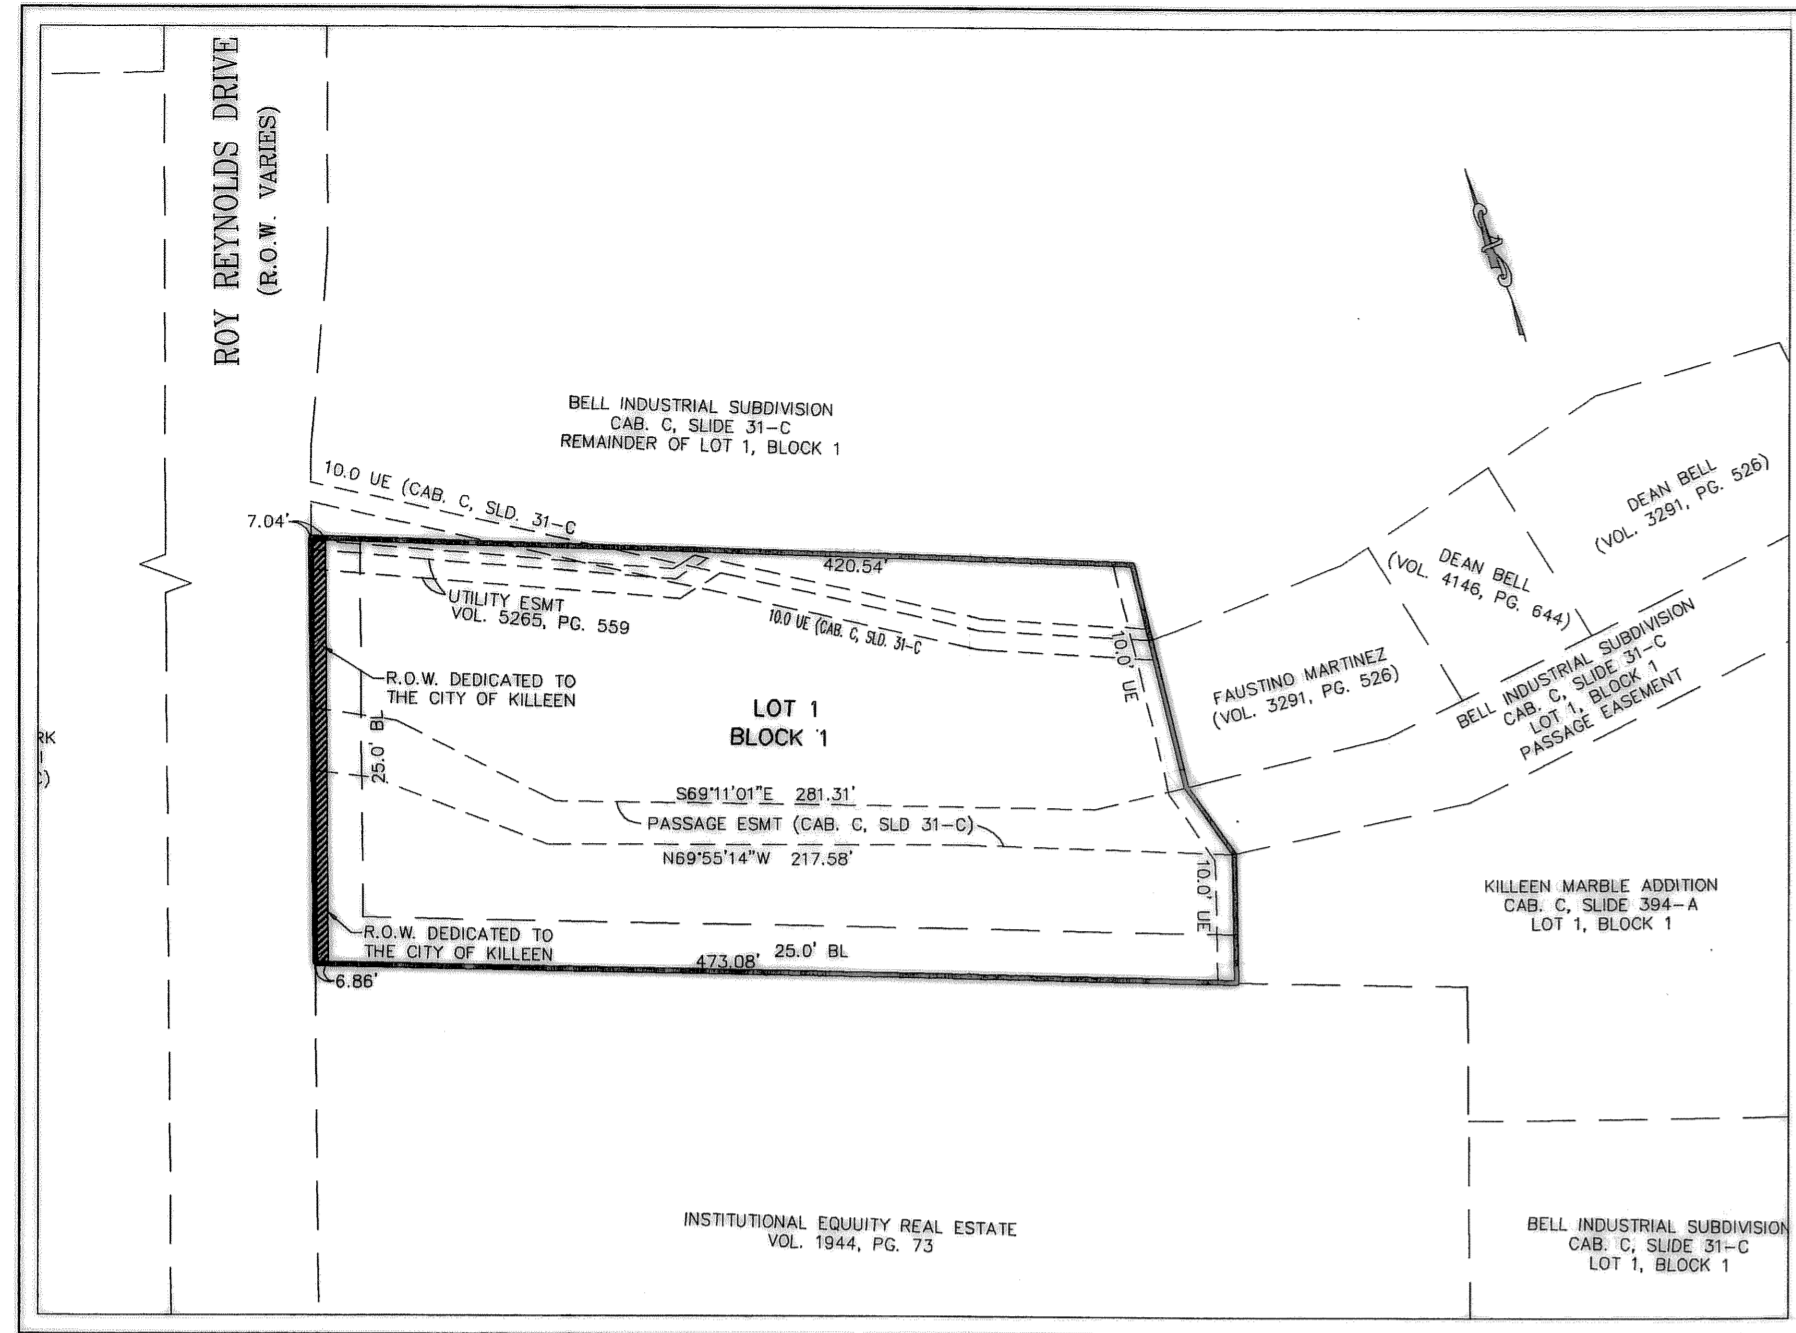 ROY REYNOLDS DRIVE
(R.O.W. VARIES)
BELL INDUSTRIAL SUBDIVISION
CAB. C, SLIDE 31-C
REMAINDER OF LOT 1, BLOCK 1
10.0 UE (CAB. C, SLD. 31-C
7.04'
420.54'
UTILITY ESMT
VOL. 5265, PG. 559
10.0 UE (CAB. C, SLD. 31-C
10.0' UE
R.O.W. DEDICATED TO
THE CITY OF KILLEEN
25.0' BL
LOT 1
BLOCK 1
S69°11'01"E 281.31'
PASSAGE ESMT (CAB. C, SLD 31-C)
N69°55'14"W 217.58'
10.0' UE
R.O.W. DEDICATED TO
THE CITY OF KILLEEN
25.0' BL
473.08'
6.86'
DEAN BELL
(VOL. 3291, PG. 526)
DEAN BELL
(VOL. 4146, PG. 644)
FAUSTINO MARTINEZ
(VOL. 3291, PG. 526)
BELL INDUSTRIAL SUBDIVISION
CAB. C, SLIDE 31-C
LOT 1, BLOCK 1
PASSAGE EASEMENT
KILLEEN MARBLE ADDITION
CAB. C, SLIDE 394-A
LOT 1, BLOCK 1
INSTITUTIONAL EQUUITY REAL ESTATE
VOL. 1944, PG. 73
BELL INDUSTRIAL SUBDIVISION
CAB. C, SLIDE 31-C
LOT 1, BLOCK 1